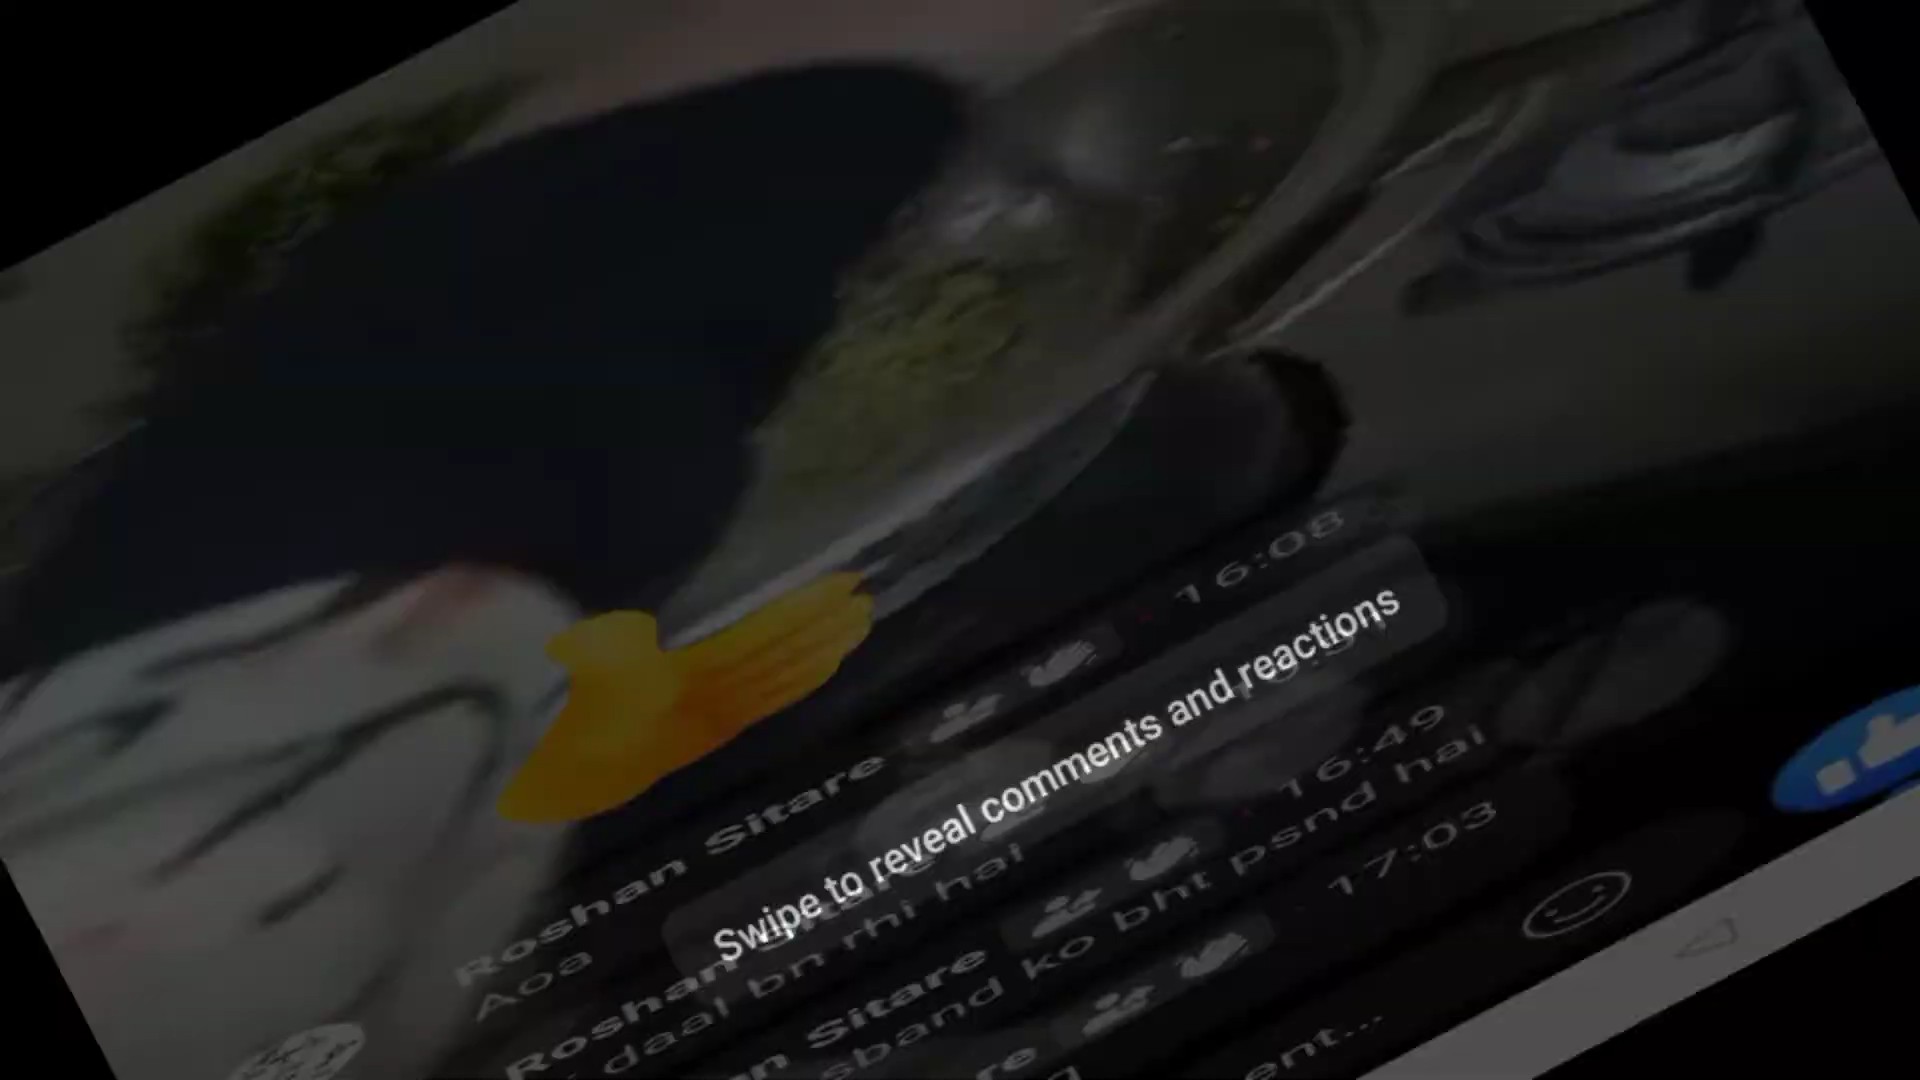 Roshan Sitare 16:08
Aoa
Swipe to reveal comments and reactions
Roshan
daal bn rhi hai
Sitare 16:49
ko bht psnd hai
17:03